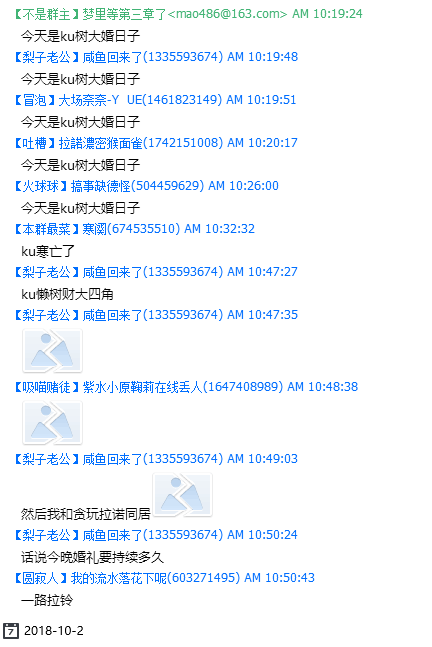 【不是群主】梦里等第三章了<mao486@163.com> AM 10:19:24
今天是ku树大婚日子
【梨子老公】咸鱼回来了(1335593674) AM 10:19:48
今天是ku树大婚日子
【冒泡】大场奈奈-Y  UE(1461823149) AM 10:19:51
今天是ku树大婚日子
【吐槽】拉諾濃密猴面雀(1742151008) AM 10:20:17
今天是ku树大婚日子
【火球球】搞事缺德怪(504459629) AM 10:26:00
今天是ku树大婚日子
【本群最菜】寒阕(674535510) AM 10:32:32
ku寒亡了
【梨子老公】咸鱼回来了(1335593674) AM 10:47:27
ku懒树财大四角
【梨子老公】咸鱼回来了(1335593674) AM 10:47:35
【吸喵赌徒】紫水小原鞠莉在线丢人(1647408989) AM 10:48:38
【梨子老公】咸鱼回来了(1335593674) AM 10:49:03
然后我和贪玩拉诺同居
【梨子老公】咸鱼回来了(1335593674) AM 10:50:24
话说今晚婚礼要持续多久
【圆寂人】我的流水落花下呢(603271495) AM 10:50:43
一路拉铃
7 2018-10-2